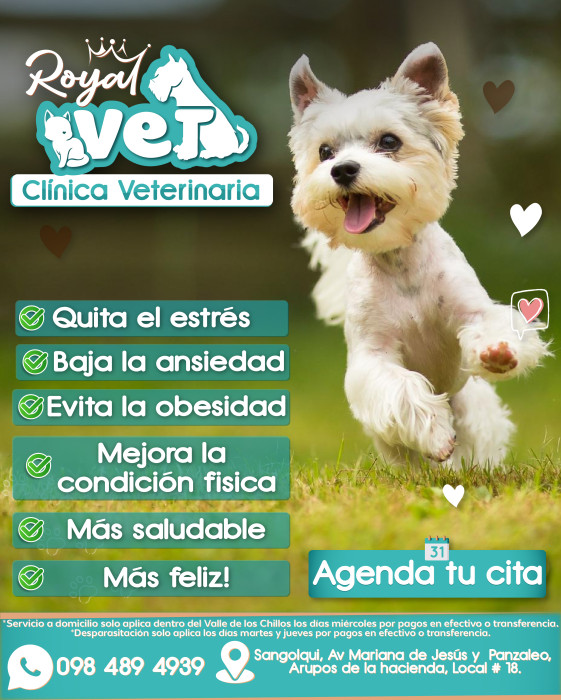 Royal
Vet
Clínica Veterinaria
Quita el estrés
Baja la ansiedad
Evita la obesidad
Mejora la
condición fisica
Más saludable
Más feliz!
31
Agenda tu cita
*Servicio a domicilio solo aplica dentro del Valle de los Chillos los días miércoles por pagos en efectivo o transferencia.
*Desparasitación solo aplica los días martes y jueves por pagos en efectivo o transferencia.
098 489 4939
Sangolqui, Av Mariana de Jesús y Panzaleo,
Arupos de la hacienda, Local # 18.